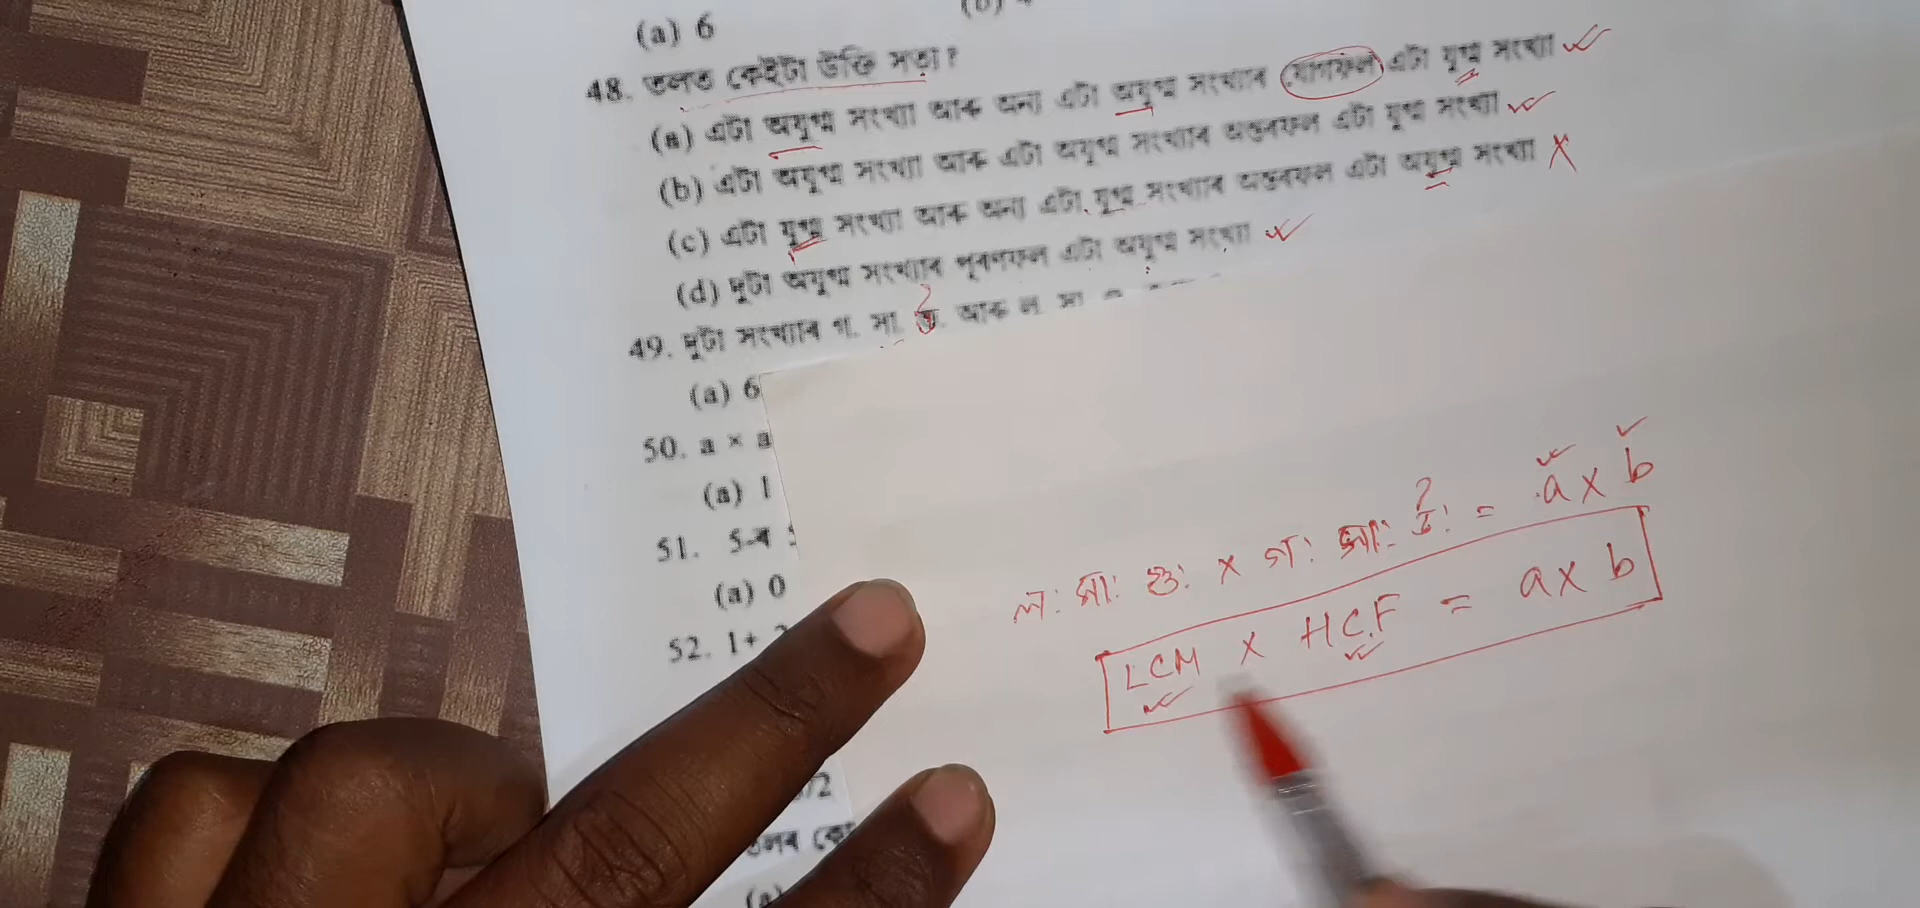 (a) 6
48. তলত কেইটা উক্তি সত্য?
(a) এটা অযুগ্ম সংখ্যা আৰু অন্য এটা অযুগ্ম সংখ্যাৰ যোগফল এটা যুগ্ম সংখ্যা
(b) এটা অযুগ্ম সংখ্যা আৰু এটা অযুগ্ম সংখ্যাৰ অন্তৰফল এটা যুগ্ম সংখ্যা
(c) এটা যুগ্ম সংখ্যা আৰু অন্য এটা যুগ্ম সংখ্যাৰ অন্তৰফল এটা অযুগ্ম সংখ্যা
(d) দুটা অযুগ্ম সংখ্যাৰ পূৰণফল এটা অযুগ্ম সংখ্যা
49. দুটা সংখ্যাৰ গ. সা. উ. আৰু ল. সা.
(a) 6
50. a × a
(a) 1
51. 5-ৰ
(a) 0
52. 1+
ল: সা: গু: × গ: সা: উ: = a × b
LCM × HCF = a × b
(a)